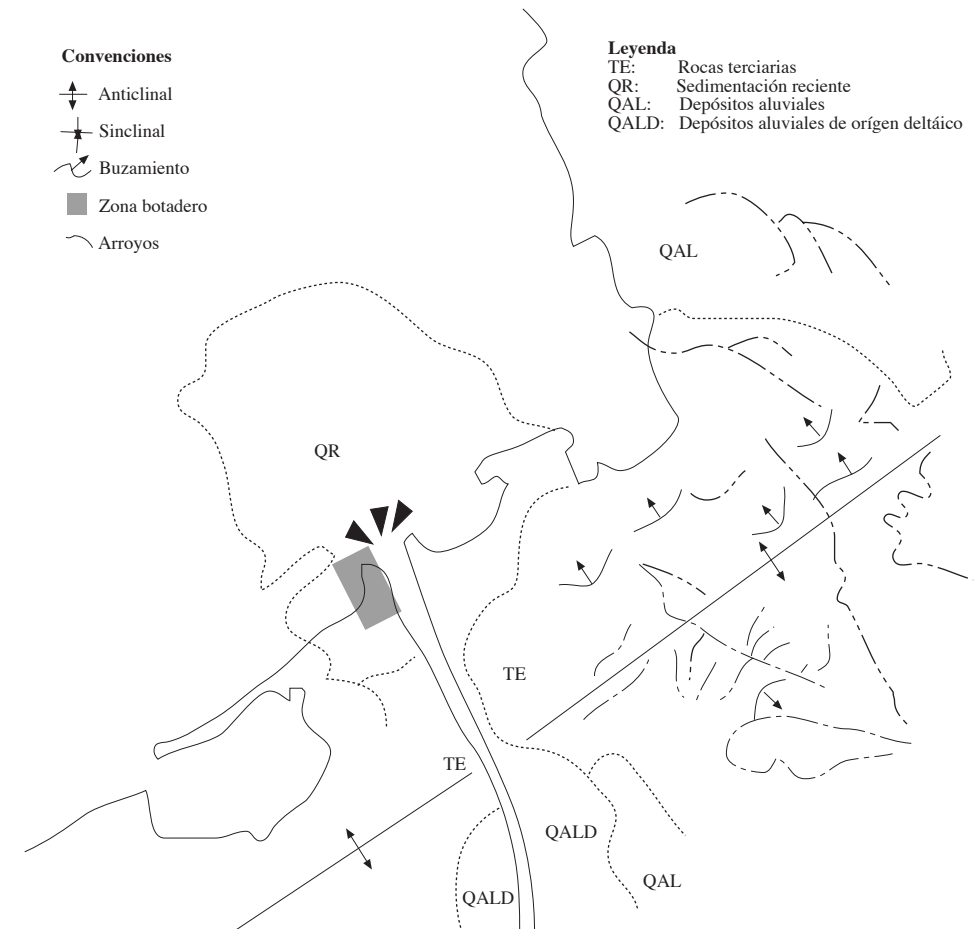 Convenciones
Anticlinal
Sinclinal
Buzamiento
Zona botadero
Arroyos
Leyenda
TE: Rocas terciarias
QR: Sedimentación reciente
QAL: Depósitos aluviales
QALD: Depósitos aluviales de orígen deltáico
QAL
QR
TE
TE
QALD
QAL
QALD